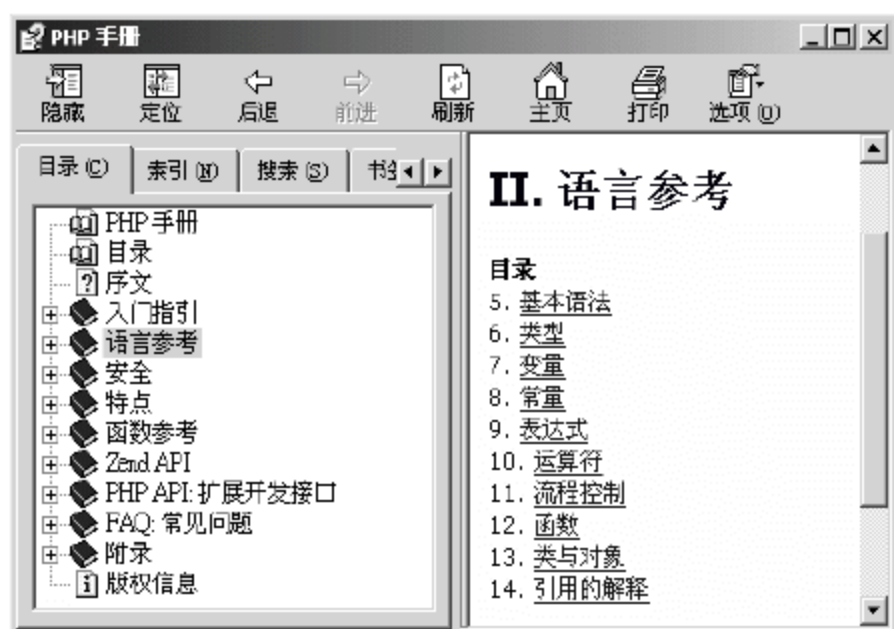 PHP 手册
隐藏 定位 后退 前进 刷新 主页 打印 选项 (O)
目录 (C) 索引 (N) 搜索 (S)
PHP 手册
目录
序文
入门指引
语言参考
安全
特点
函数参考
Zend API
PHP API: 扩展开发接口
FAQ: 常见问题
附录
版权信息
II. 语言参考
目录
5. 基本语法
6. 类型
7. 变量
8. 常量
9. 表达式
10. 运算符
11. 流程控制
12. 函数
13. 类与对象
14. 引用的解释